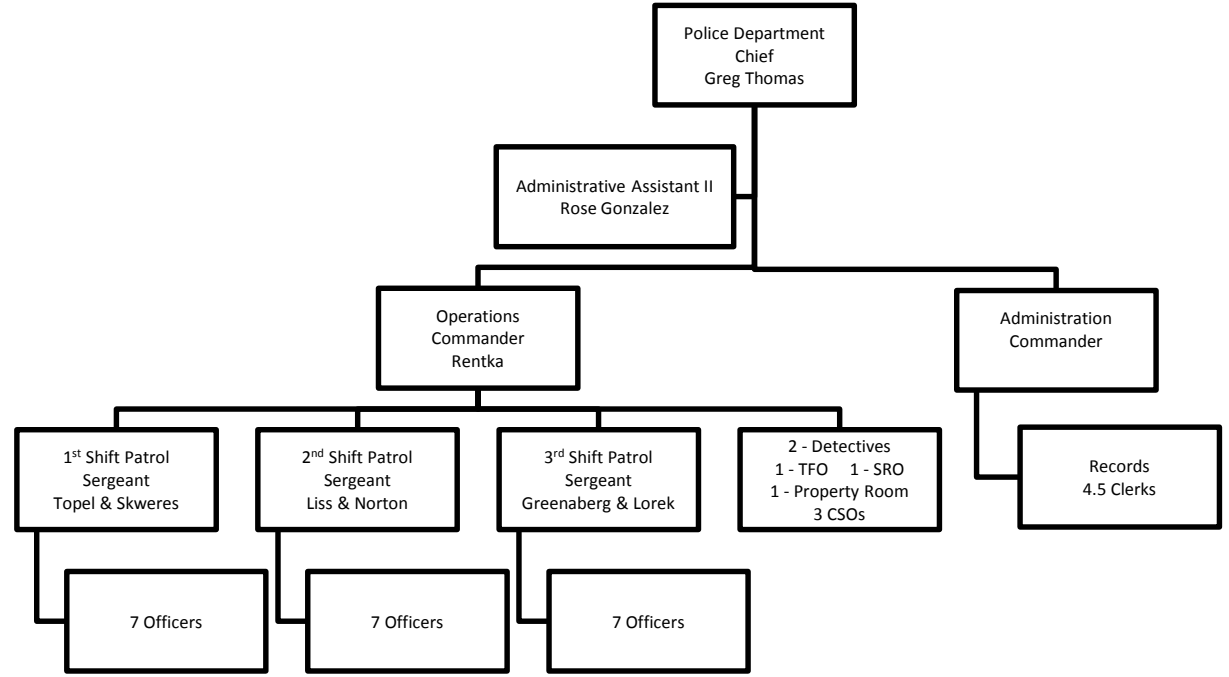 Police Department
Chief
Greg Thomas
Administrative Assistant II
Rose Gonzalez
Operations
Commander
Rentka
Administration
Commander
1st Shift Patrol
Sergeant
Topel & Skweres
2nd Shift Patrol
Sergeant
Liss & Norton
3rd Shift Patrol
Sergeant
Greenaberg & Lorek
2 - Detectives
1 - TFO 1 - SRO
1 - Property Room
3 CSOs
Records
4.5 Clerks
7 Officers
7 Officers
7 Officers